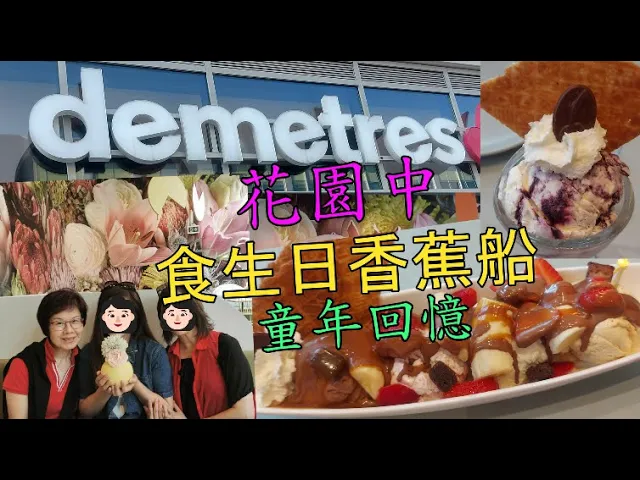 demetres
花園中
食生日香蕉船
童年回憶